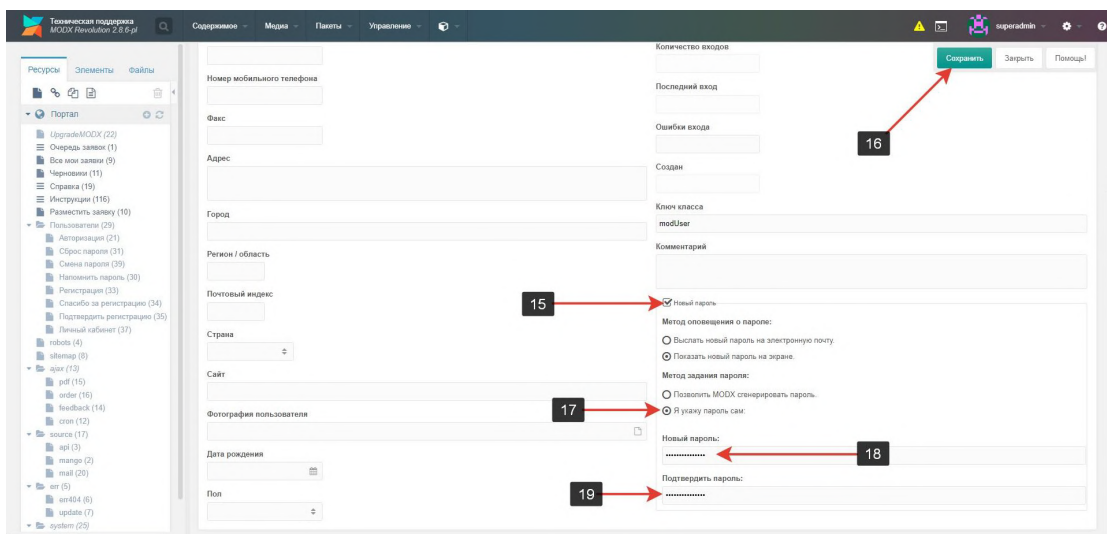 Техническая поддержка
MODX Revolution 2.8.6-pl
Содержимое Медиа Пакеты Управление
superadmin
Ресурсы Элементы Файлы
Портал
UpgradeMODX (22)
Очередь заявок (1)
Все мои заявки (9)
Черновики (11)
Справка (19)
Инструкции (116)
Разместить заявку (10)
Пользователи (29)
Авторизация (21)
Сброс пароля (31)
Смена пароля (39)
Напомнить пароль (30)
Регистрация (33)
Спасибо за регистрацию (34)
Подтвердить регистрацию (35)
Личный кабинет (37)
robots (4)
sitemap (8)
ajax (13)
pdf (15)
order (16)
feedback (14)
cron (12)
source (17)
api (3)
mango (2)
mail (20)
err (5)
err404 (6)
update (7)
system (25)
Номер мобильного телефона
Факс
Адрес
Город
Регион / область
Почтовый индекс
Страна
Сайт
Фотография пользователя
Дата рождения
Пол
Количество входов
Последний вход
Ошибки входа
Создан
Ключ класса
modUser
Комментарий
15
Новый пароль
Метод оповещения о пароле:
Выслать новый пароль на электронную почту.
Показать новый пароль на экране.
Метод задания пароля:
Позволить MODX сгенерировать пароль.
17
Я укажу пароль сам:
Новый пароль:
18
Подтвердить пароль:
19
Сохранить Закрыть Помощь!
16